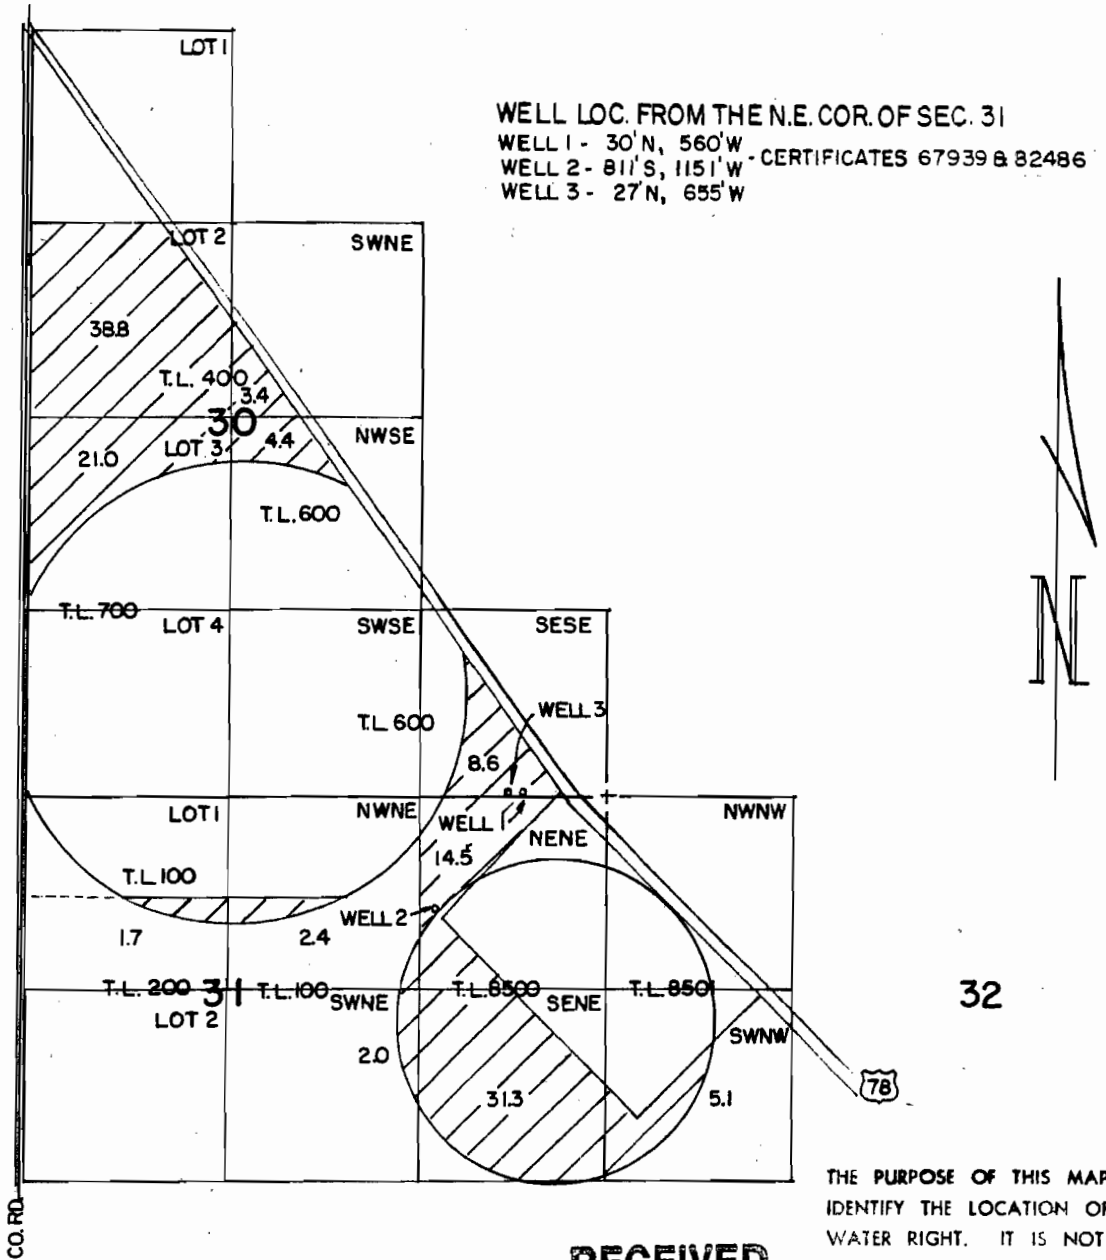 LOT 1
WELL LOC. FROM THE N.E. COR. OF SEC. 31
WELL 1 - 30'N, 560'W
WELL 2 - 811'S, 1151'W - CERTIFICATES 67939 & 82486
WELL 3 - 27'N, 655'W
LOT 2
SWNE
38.8
T.L. 400
3.4
30
4.4
NWSE
LOT 3
21.0
T.L. 600
N
T.L. 700
LOT 4
SWSE
SESE
WELL 3
T.L. 600
8.6
LOT 1
NWNE
WELL 1
NWNW
NENE
14.5
T.L. 100
WELL 2
1.7
2.4
T.L. 200
31
T.L. 100
T.L. 6500
T.L. 850
32
SWNE
SENE
LOT 2
SWNW
2.0
78
31.3
5.1
THE PURPOSE OF THIS MAP
IDENTIFY THE LOCATION OF
WATER RIGHT. IT IS NOT
CO. RD.
RECEIVED